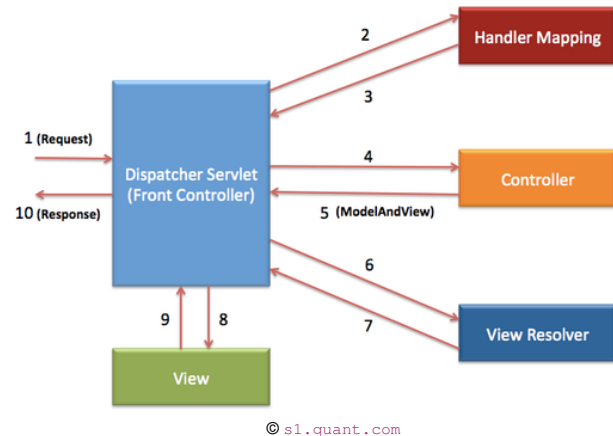 2
Handler Mapping
3
1 (Request)
Dispatcher Servlet
(Front Controller)
4
Controller
10 (Response)
5 (ModelAndView)
6
7
View Resolver
9
8
View
© s1.quant.com